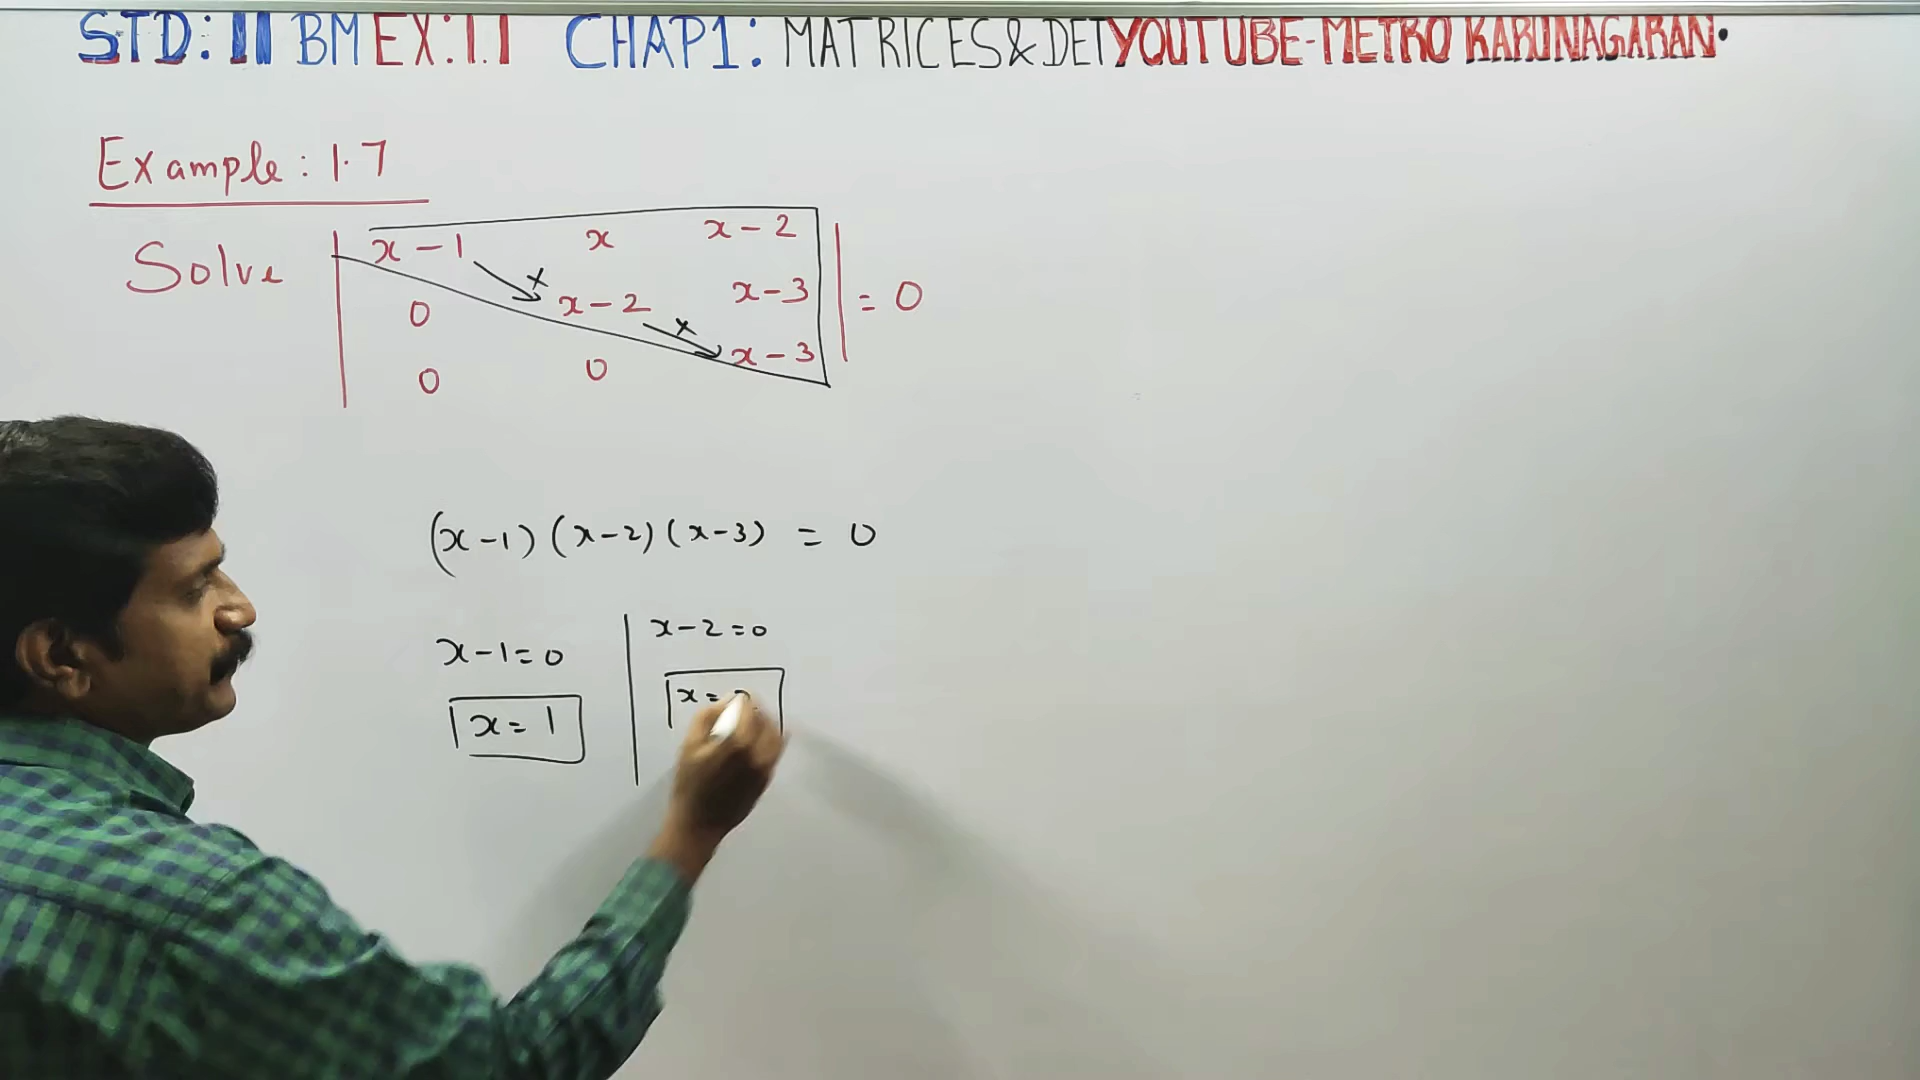 STD: 11 BM EX: 1.1 CHAP1: MATRICES & DET YOUTUBE-METRO KARUNAGARAN.
Example: 1.7
Solve | x-1 x x-2 |
| 0 x-2 x-3 | = 0
| 0 0 x-3 |
(x-1) (x-2) (x-3) = 0
x-1=0 | x-2=0
x= 1 | x=